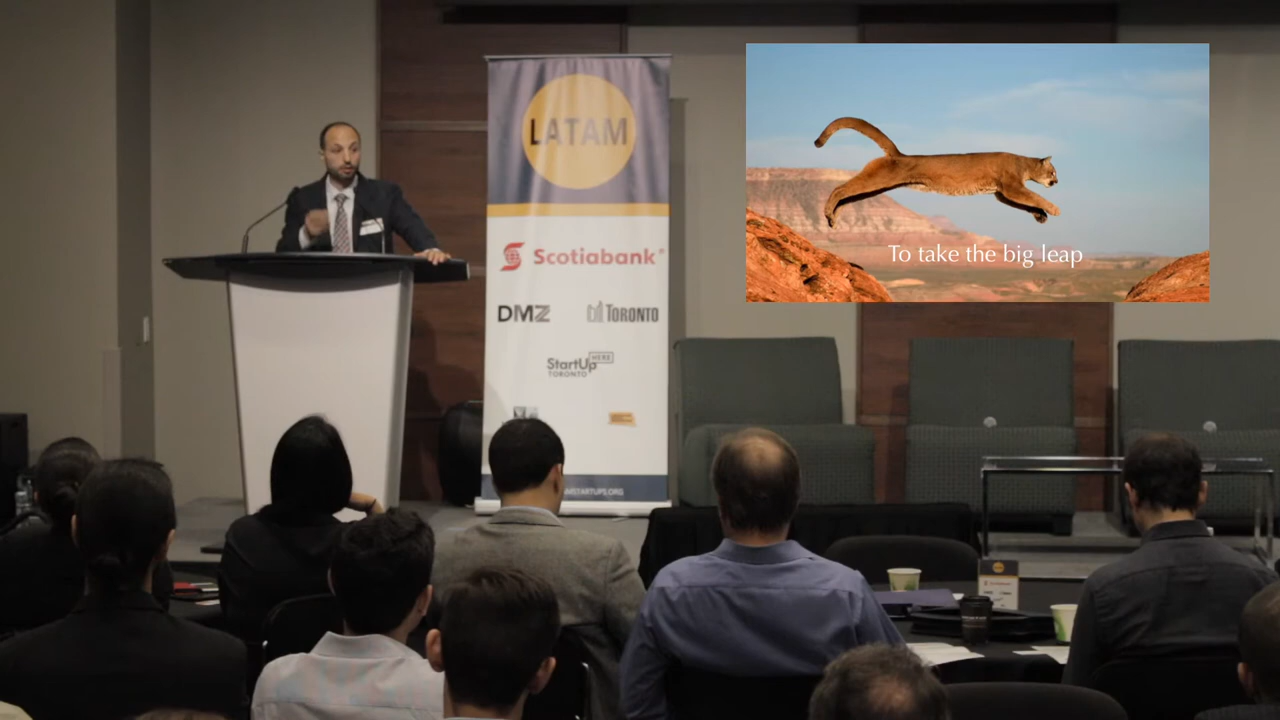 LATAM
Scotiabank
DMZ
TORONTO
StartUp HERE
TORONTO
To take the big leap